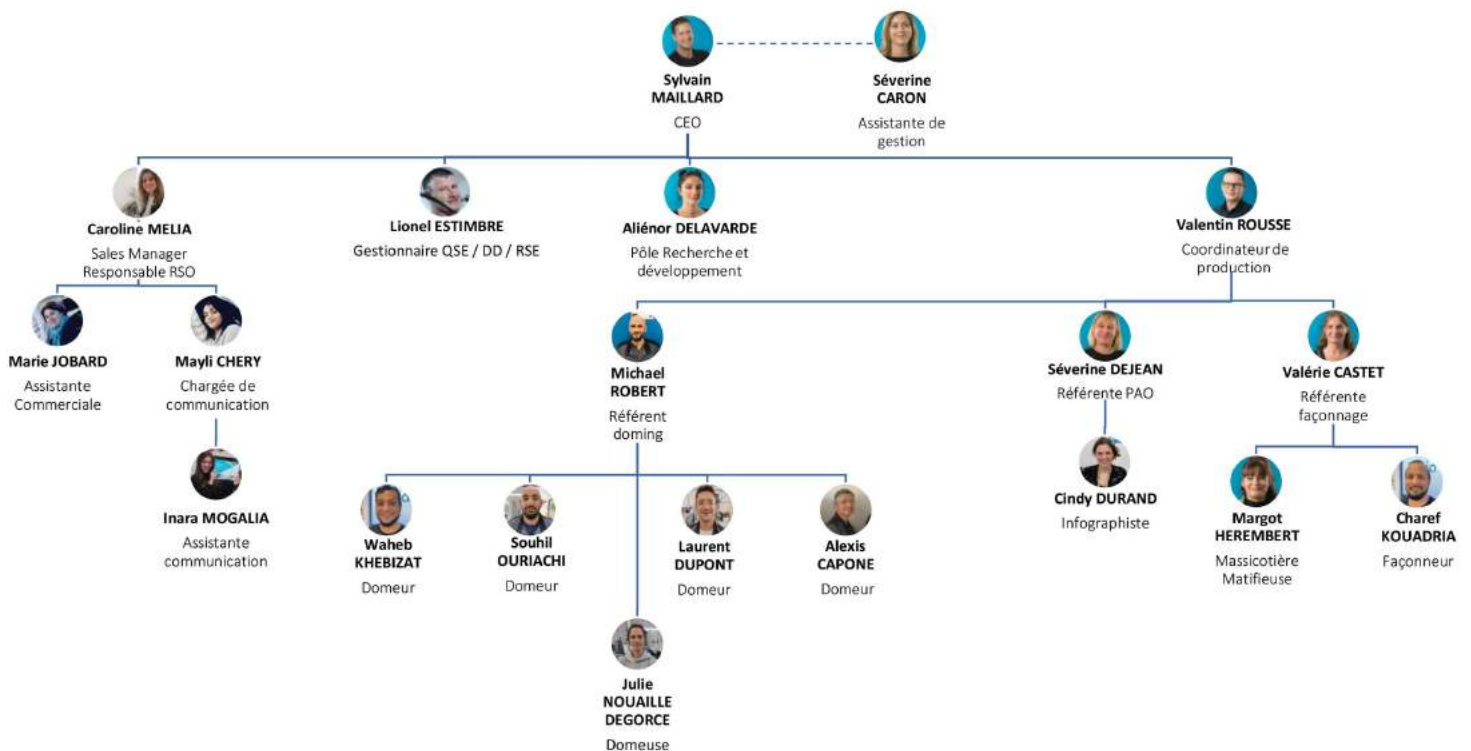 Sylvain
MAILLARD
CEO
Séverine
CARON
Assistante de
gestion
Caroline MELIA
Sales Manager
Responsable RSO
Lionel ESTIMBRE
Gestionnaire QSE / DD / RSE
Aliénor DELAVARDE
Pôle Recherche et
développement
Valentin ROUSSE
Coordinateur de
production
Marie JOBARD
Assistante
Commerciale
Mayli CHERY
Chargée de
communication
Inara MOGALIA
Assistante
communication
Michael
ROBERT
Référent
doming
Séverine DEJEAN
Référente PAO
Valérie CASTET
Référente
façonnage
Waheb
KHEBIZAT
Domeur
Souhil
OURIACHI
Domeur
Laurent
DUPONT
Domeur
Alexis
CAPONE
Domeur
Cindy DURAND
Infographiste
Margot
HEREMBERT
Massicotière
Matifieuse
Charef
KOUADRIA
Façonneur
Julie
NOUAILLE
DEGORCE
Domeuse